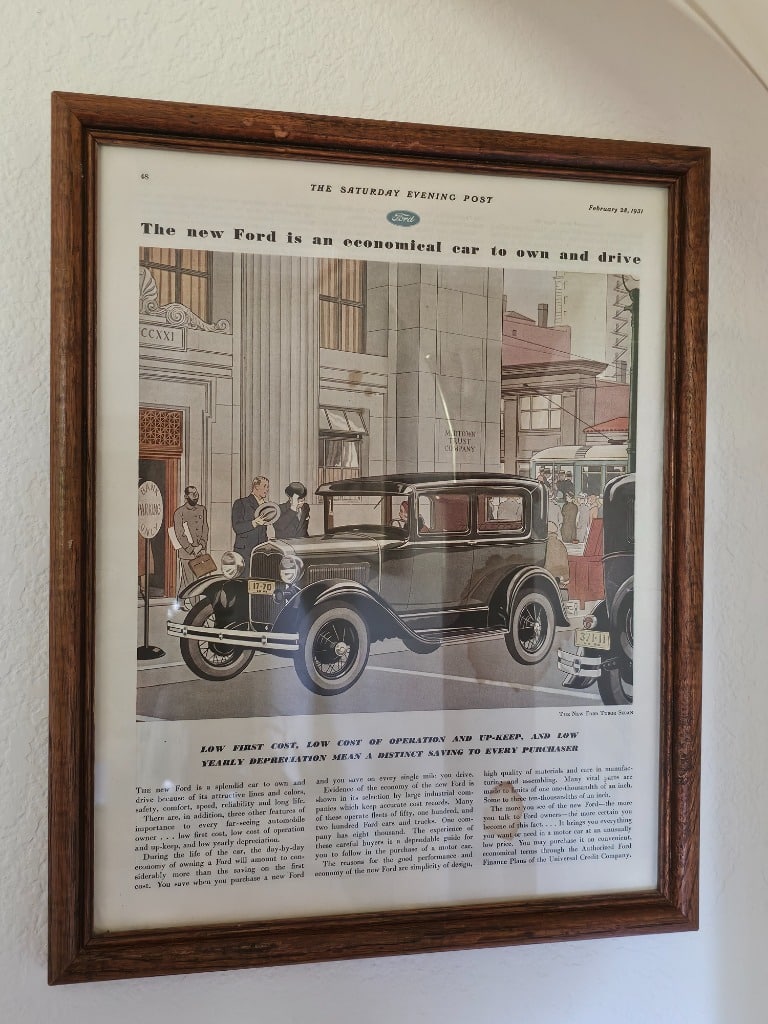 68
THE SATURDAY EVENING POST
February 28, 1931
Ford
The new Ford is an economical car to own and drive
CCXXI
MIDTOWN
TRUST
COMPANY
BANK
PARKING
ONLY
17-70
371-11
THE NEW FORD TUDOR SEDAN
LOW FIRST COST, LOW COST OF OPERATION AND UP-KEEP, AND LOW
YEARLY DEPRECIATION MEAN A DISTINCT SAVING TO EVERY PURCHASER
THE new Ford is a splendid car to own and
drive because of its attractive lines and colors,
safety, comfort, speed, reliability and long life.
There are, in addition, three other features of
importance to every far-seeing automobile
owner . . . low first cost, low cost of operation
and up-keep, and low yearly depreciation.
During the life of the car, the day-by-day
economy of owning a Ford will amount to con-
siderably more than the saving on the first
cost. You save when you purchase a new Ford
and you save on every single mile you drive.
Evidence of the economy of the new Ford is
shown in its selection by large industrial com-
panies which keep accurate cost records. Many
of these operate fleets of fifty, one hundred, and
two hundred Ford cars and trucks. One com-
pany has eight thousand. The experience of
these careful buyers is a dependable guide for
you to follow in the purchase of a motor car.
The reasons for the good performance and
economy of the new Ford are simplicity of design,
high quality of materials and care in manufac-
turing and assembling. Many vital parts are
made to limits of one one-thousandth of an inch.
Some to three ten-thousandths of an inch.
The more you see of the new Ford—the more
you talk to Ford owners—the more certain you
become of this fact. . . . It brings you everything
you want or need in a motor car at an unusually
low price. You may purchase it on convenient,
economical terms through the Authorized Ford
Finance Plans of the Universal Credit Company.